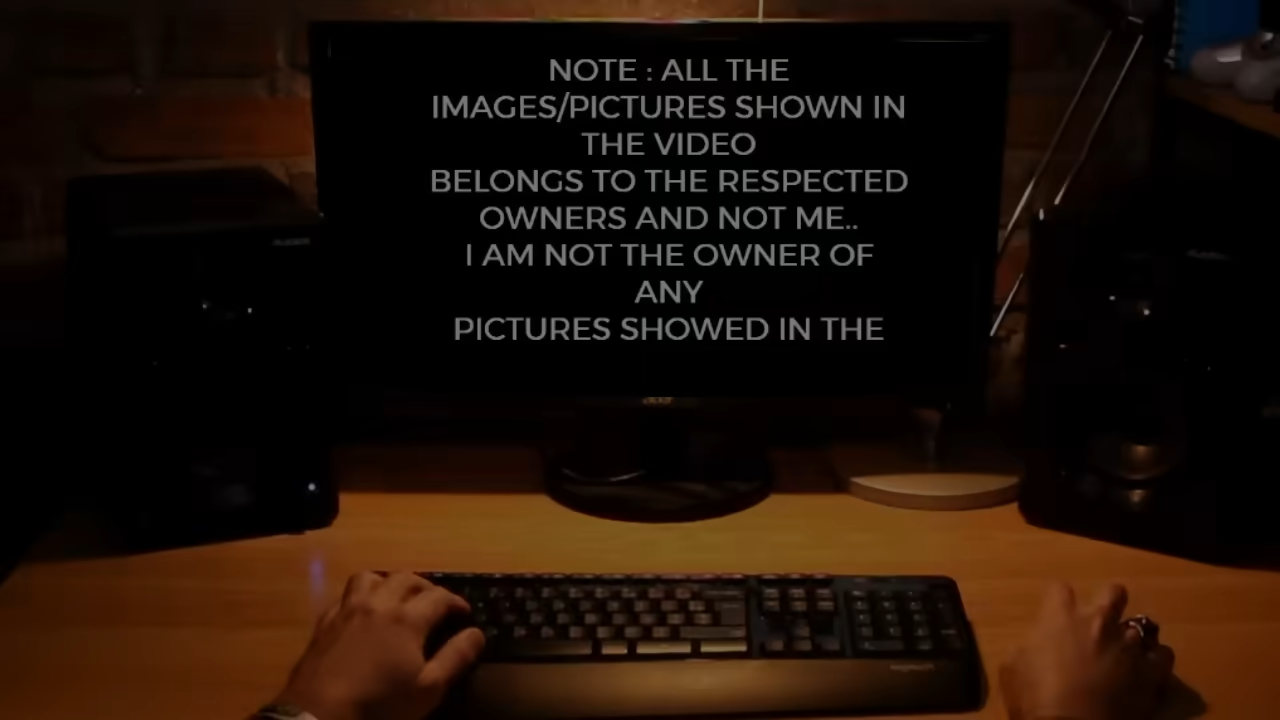 NOTE : ALL THE
IMAGES/PICTURES SHOWN IN
THE VIDEO
BELONGS TO THE RESPECTED
OWNERS AND NOT ME..
I AM NOT THE OWNER OF
ANY
PICTURES SHOWED IN THE